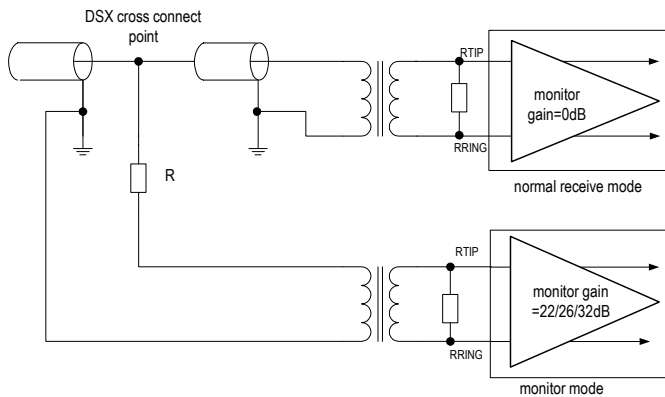 DSX cross connect
point
RTIP
monitor
gain=0dB
RRING
normal receive mode
R
RTIP
monitor gain
=22/26/32dB
RRING
monitor mode